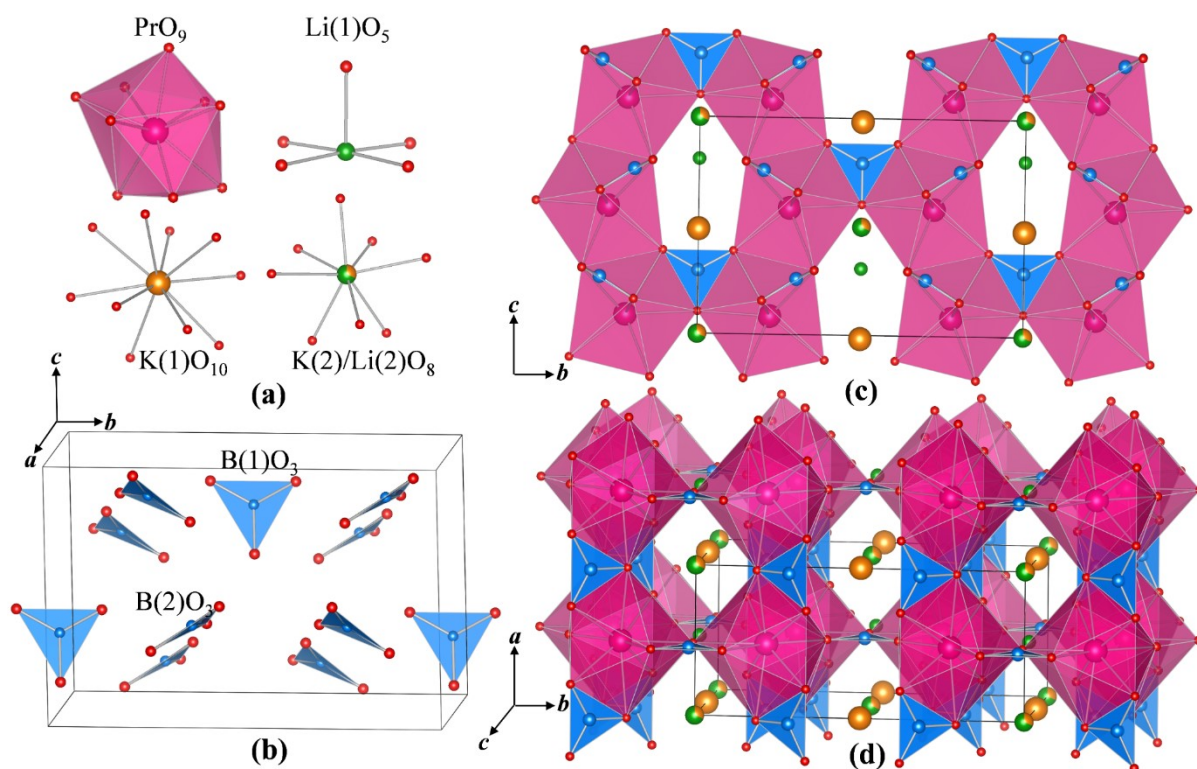 PrO9
Li(1)O5
K(1)O10
K(2)/Li(2)O8
(a)
c
b
a
B(1)O3
B(2)O3
(b)
c
b
(c)
a
b
c
(d)